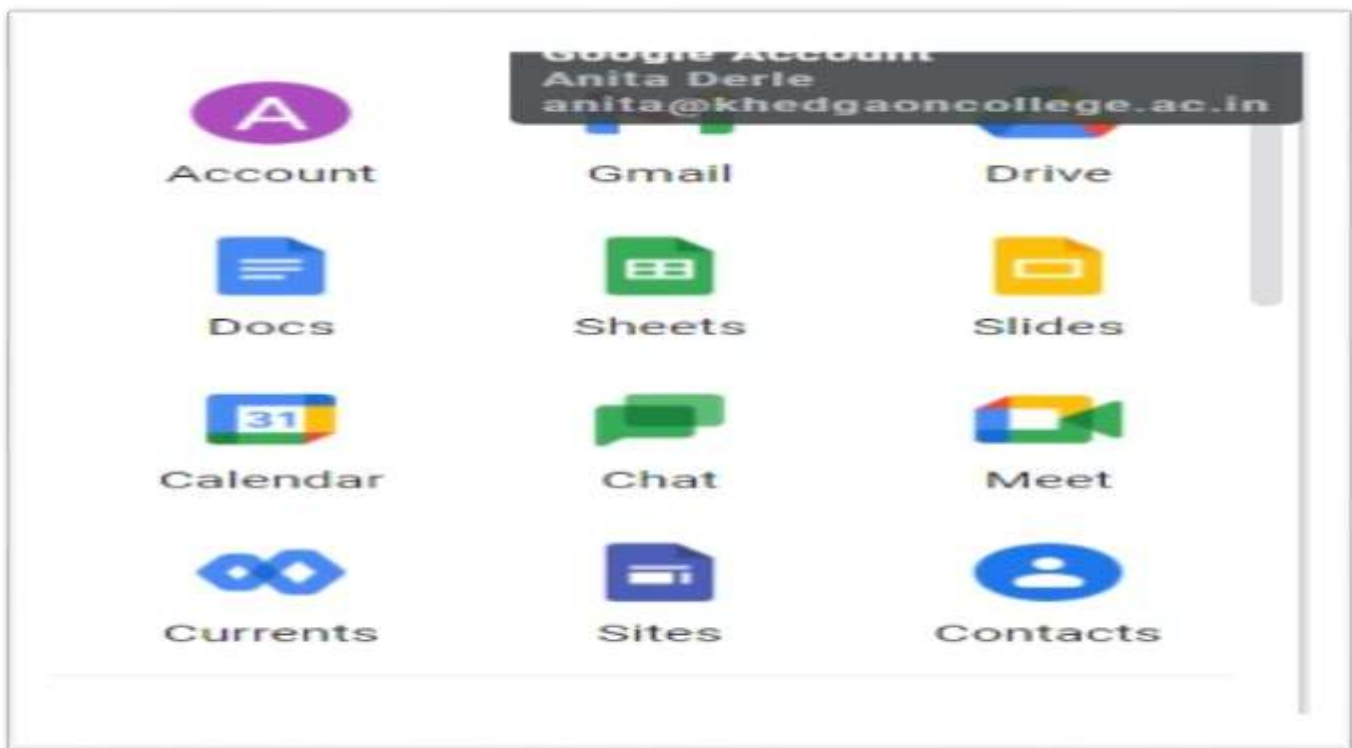 Google Account
Anita Derle
anita@khedgaoncollege.ac.in
A
Account Gmail Drive
Docs Sheets Slides
31
Calendar Chat Meet
Currents Sites Contacts